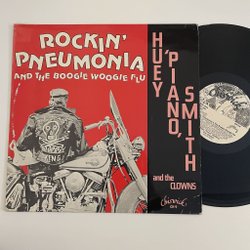 ROCKIN'
PNEUMONIA
AND THE BOOGIE WOOGIE FLU
HUEY
'PIANO'
SMITH
and the
CLOWNS